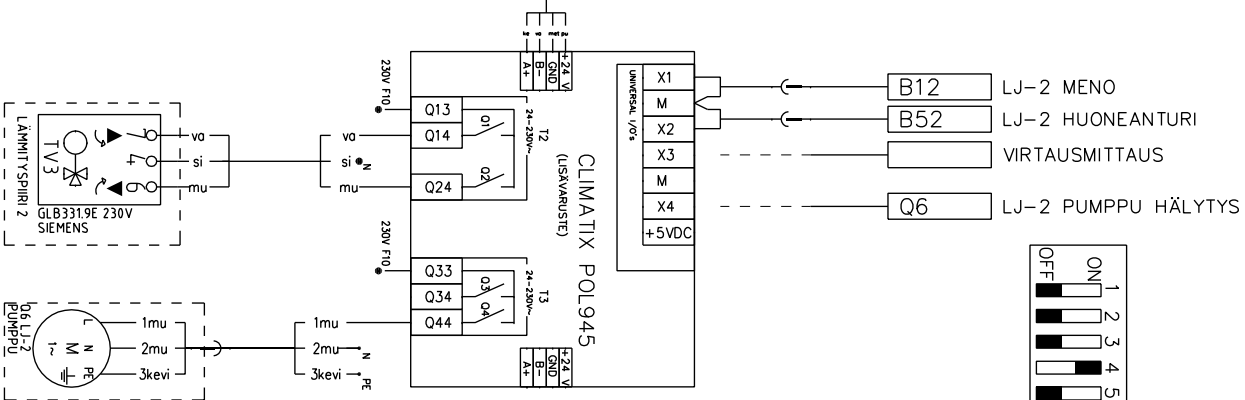 ke va mat pu
A+ B- GND +24 V
230V F10
Q13
Q14
Q24
Q1
Q2
24-230V~
T2
CLIMATIX POL945
(LISÄVARUSTE)
UNIVERSAL I/O's
X1
M
X2
X3
M
X4
+5VDC
B12 LJ-2 MENO
B52 LJ-2 HUONEANTURI
VIRTAUSMITTAUS
Q6 LJ-2 PUMPPU HÄLYTYS
LÄMMITYSPIIRI 2
TV3
GLB331.9E 230V
SIEMENS
va
si
mu
va
si N
mu
230V F10
Q33
Q34
Q44
Q3
Q4
24-230V~
T3
Q6 LJ-2
PUMPPU
L
N
PE
M
1~
1mu
2mu
3kevi
1mu
2mu N
3kevi PE
A+ B- GND +24 V
OFF ON
1
2
3
4
5